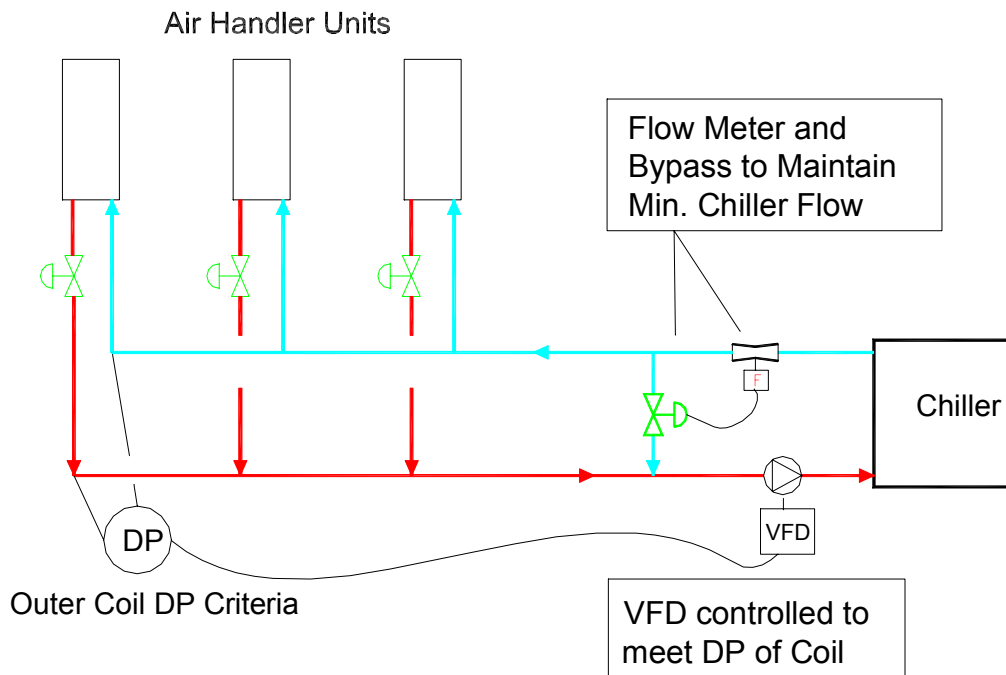 Air Handler Units
Flow Meter and
Bypass to Maintain
Min. Chiller Flow
F
Chiller
DP
VFD
Outer Coil DP Criteria
VFD controlled to
meet DP of Coil